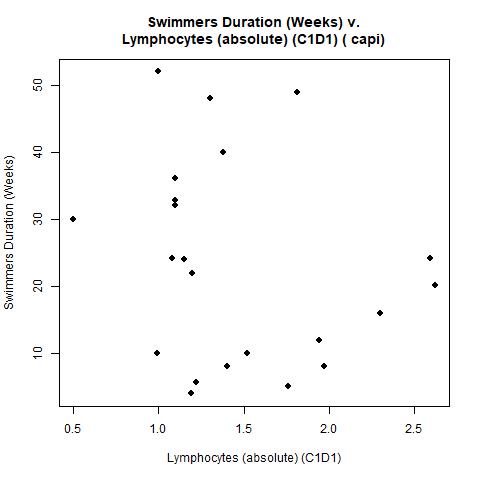 Swimmers Duration (Weeks) v.
Lymphocytes (absolute) (C1D1) ( capi)
Swimmers Duration (Weeks)
50
40
30
20
10
0.5 1.0 1.5 2.0 2.5
Lymphocytes (absolute) (C1D1)